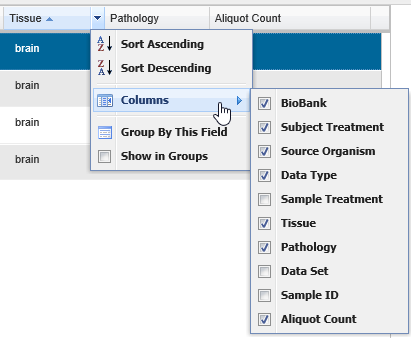 Tissue Pathology Aliquot Count
brain
brain
brain
brain
A
Z Sort Ascending
Z
A Sort Descending
Columns
Group By This Field
Show in Groups
BioBank
Subject Treatment
Source Organism
Data Type
Sample Treatment
Tissue
Pathology
Data Set
Sample ID
Aliquot Count